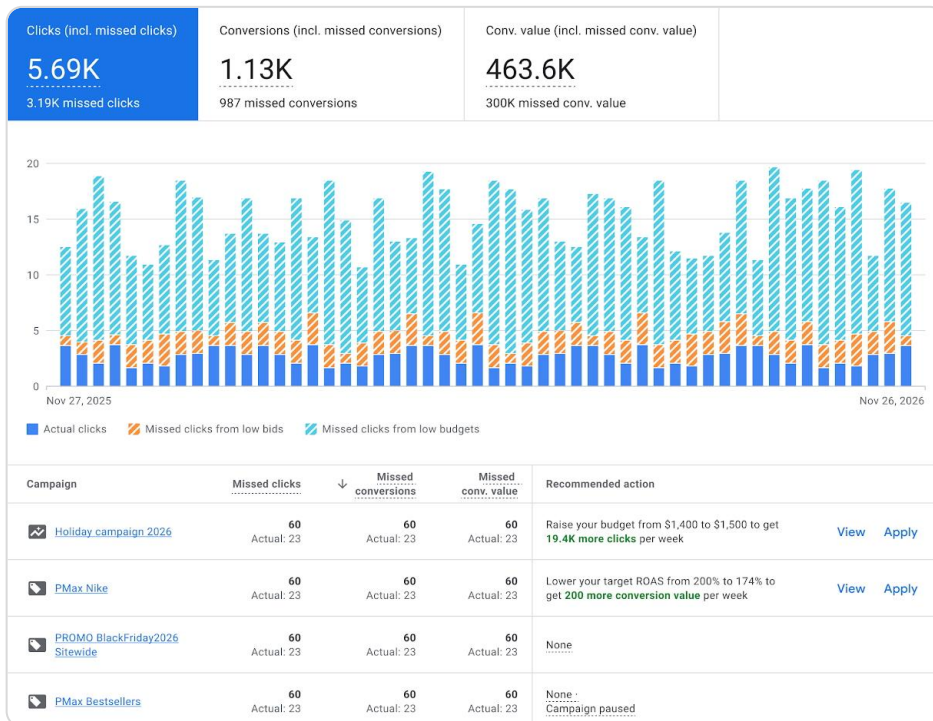 Clicks (incl. missed clicks)
5.69K
3.19K missed clicks
Conversions (incl. missed conversions)
1.13K
987 missed conversions
Conv. value (incl. missed conv. value)
463.6K
300K missed conv. value
20
15
10
5
0
Nov 27, 2025
Nov 26, 2026
Actual clicks
Missed clicks from low bids
Missed clicks from low budgets
Campaign
Missed clicks
Missed
conversions
Missed
conv. value
Recommended action
Holiday campaign 2026
60
Actual: 23
60
Actual: 23
60
Actual: 23
Raise your budget from $1,400 to $1,500 to get
19.4K more clicks per week
View
Apply
PMax Nike
60
Actual: 23
60
Actual: 23
60
Actual: 23
Lower your target ROAS from 200% to 174% to
get 200 more conversion value per week
View
Apply
PROMO BlackFriday2026
Sitewide
60
Actual: 23
60
Actual: 23
60
Actual: 23
None
PMax Bestsellers
60
Actual: 23
60
Actual: 23
60
Actual: 23
None ·
Campaign paused